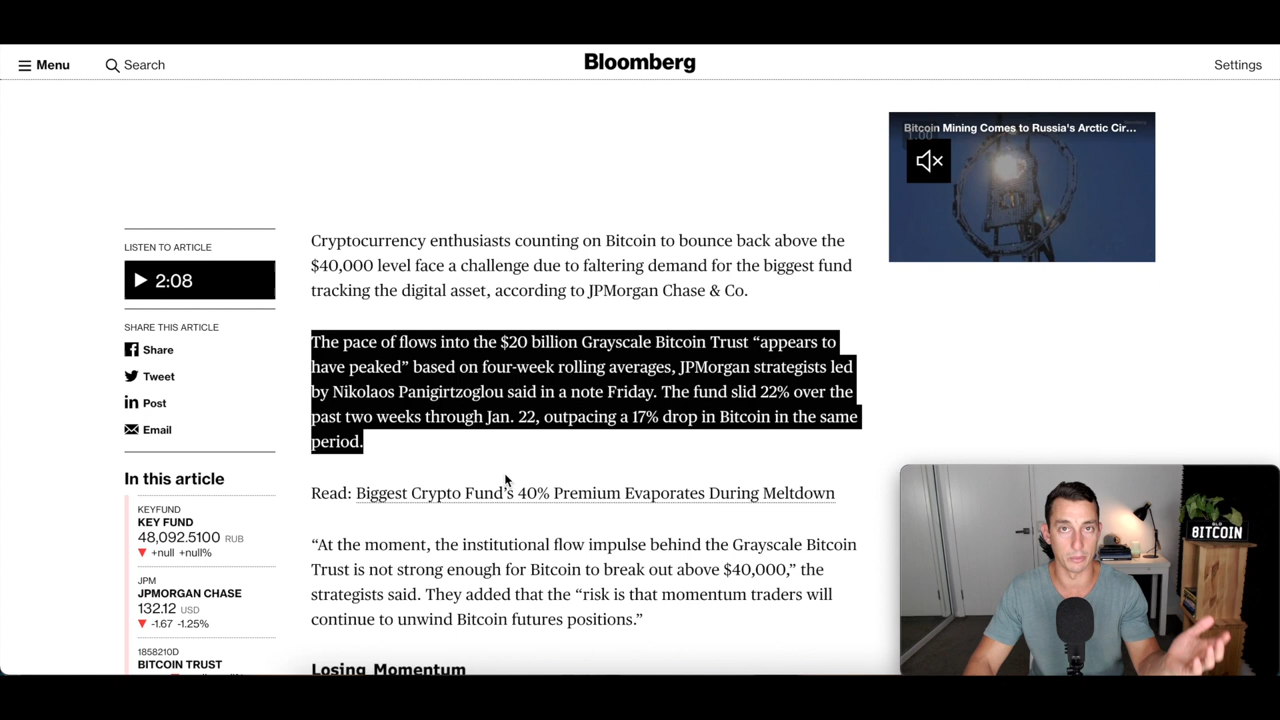 Menu
Search
Bloomberg
Settings
Bitcoin Mining Comes to Russia's Arctic Cir...
LISTEN TO ARTICLE
2:08
SHARE THIS ARTICLE
Share
Tweet
Post
Email
In this article
KEYFUND
KEY FUND
48,092.5100 RUB
+null +null%
JPM
JPMORGAN CHASE
132.12 USD
-1.67 -1.25%
1858210D
BITCOIN TRUST
Cryptocurrency enthusiasts counting on Bitcoin to bounce back above the
$40,000 level face a challenge due to faltering demand for the biggest fund
tracking the digital asset, according to JPMorgan Chase & Co.
The pace of flows into the $20 billion Grayscale Bitcoin Trust “appears to
have peaked” based on four-week rolling averages, JPMorgan strategists led
by Nikolaos Panigirtzoglou said in a note Friday. The fund slid 22% over the
past two weeks through Jan. 22, outpacing a 17% drop in Bitcoin in the same
period.
Read: Biggest Crypto Fund’s 40% Premium Evaporates During Meltdown
“At the moment, the institutional flow impulse behind the Grayscale Bitcoin
Trust is not strong enough for Bitcoin to break out above $40,000,” the
strategists said. They added that the “risk is that momentum traders will
continue to unwind Bitcoin futures positions.”
Losing Momentum
BITCOIN